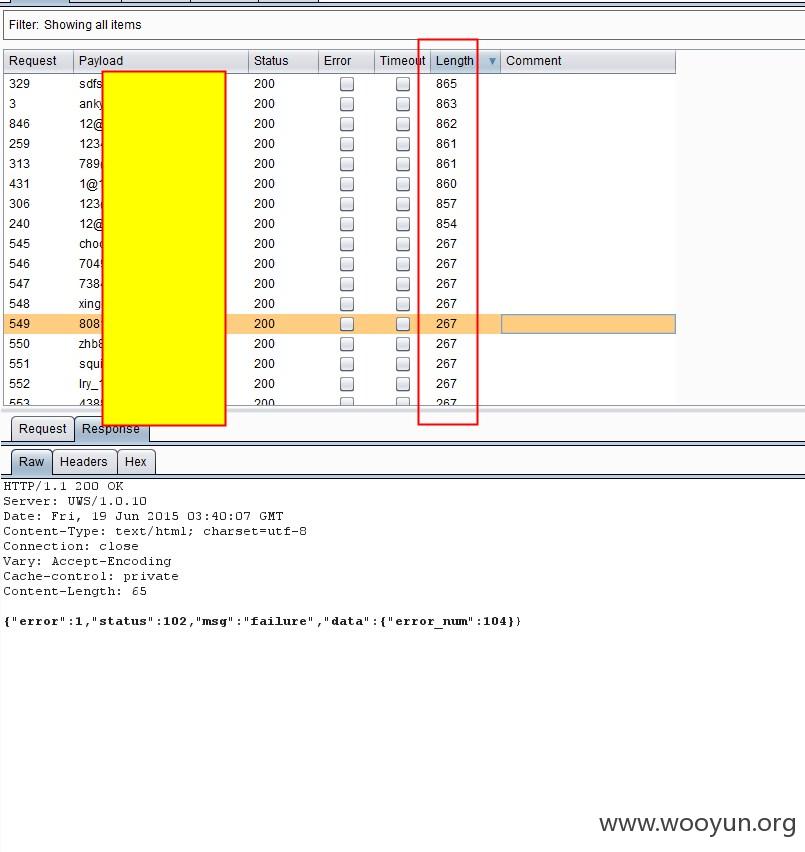 Filter: Showing all items
Request Payload Status Error Timeout Length Comment
329 sdfs 200 865
3 anky 200 863
846 12@ 200 862
259 1234 200 861
313 789@ 200 861
431 1@1 200 860
306 123@ 200 857
240 12@ 200 854
545 choc 200 267
546 7045 200 267
547 7384 200 267
548 xing 200 267
549 808 200 267
550 zhb8 200 267
551 squi 200 267
552 lry_1 200 267
553 438 200 267
Request Response
Raw Headers Hex
HTTP/1.1 200 OK
Server: UWS/1.0.10
Date: Fri, 19 Jun 2015 03:40:07 GMT
Content-Type: text/html; charset=utf-8
Connection: close
Vary: Accept-Encoding
Cache-control: private
Content-Length: 65
{"error":1,"status":102,"msg":"failure","data":{"error_num":104}}
www.wooyun.org